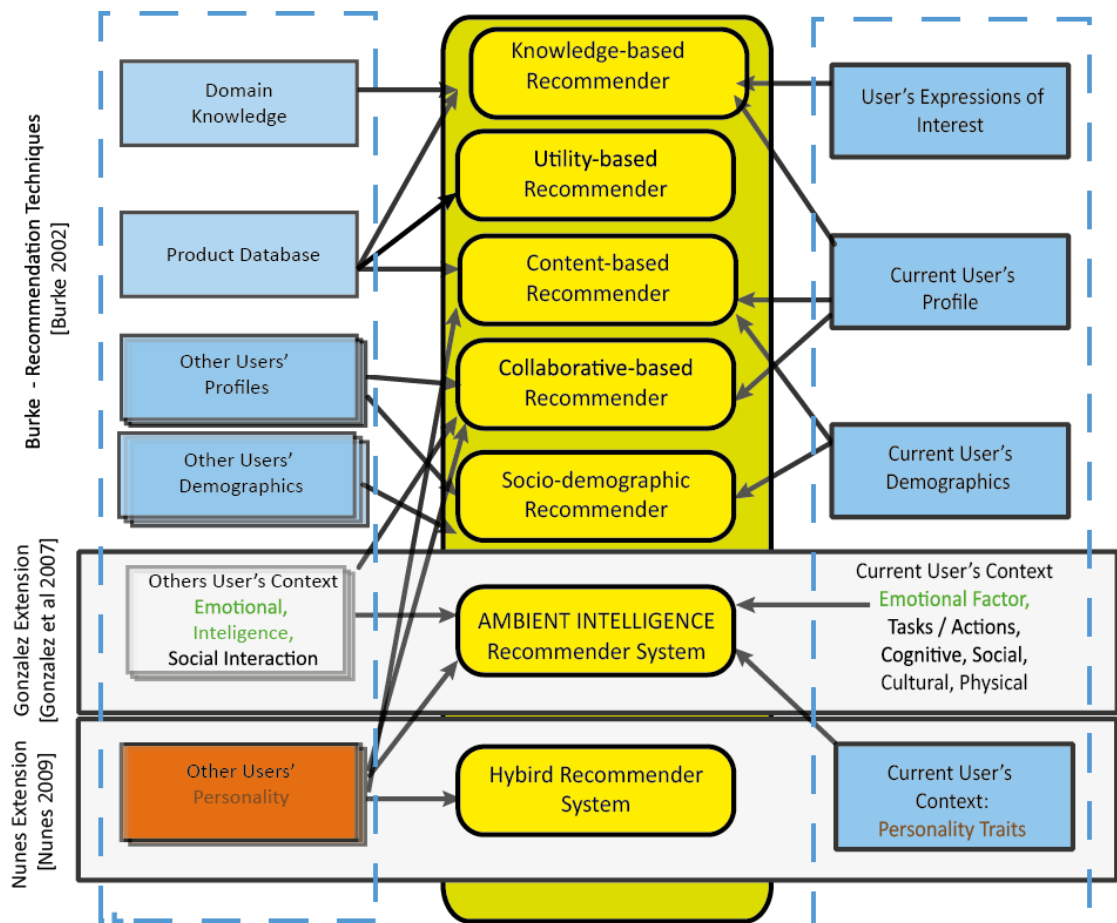 Burke - Recommendation Techniques
[Burke 2002]
Domain
Knowledge
Product Database
Other Users'
Profiles
Other Users'
Demographics
Knowledge-based
Recommender
Utility-based
Recommender
Content-based
Recommender
Collaborative-based
Recommender
Socio-demographic
Recommender
User's Expressions of
Interest
Current User's
Profile
Current User's
Demographics
Gonzalez Extension
[Gonzalez et al 2007]
Others User's Context
Emotional,
Inteligence,
Social Interaction
AMBIENT INTELLIGENCE
Recommender System
Current User's Context
Emotional Factor,
Tasks / Actions,
Cognitive, Social,
Cultural, Physical
Nunes Extension
[Nunes 2009]
Other Users'
Personality
Hybird Recommender
System
Current User's
Context:
Personality Traits